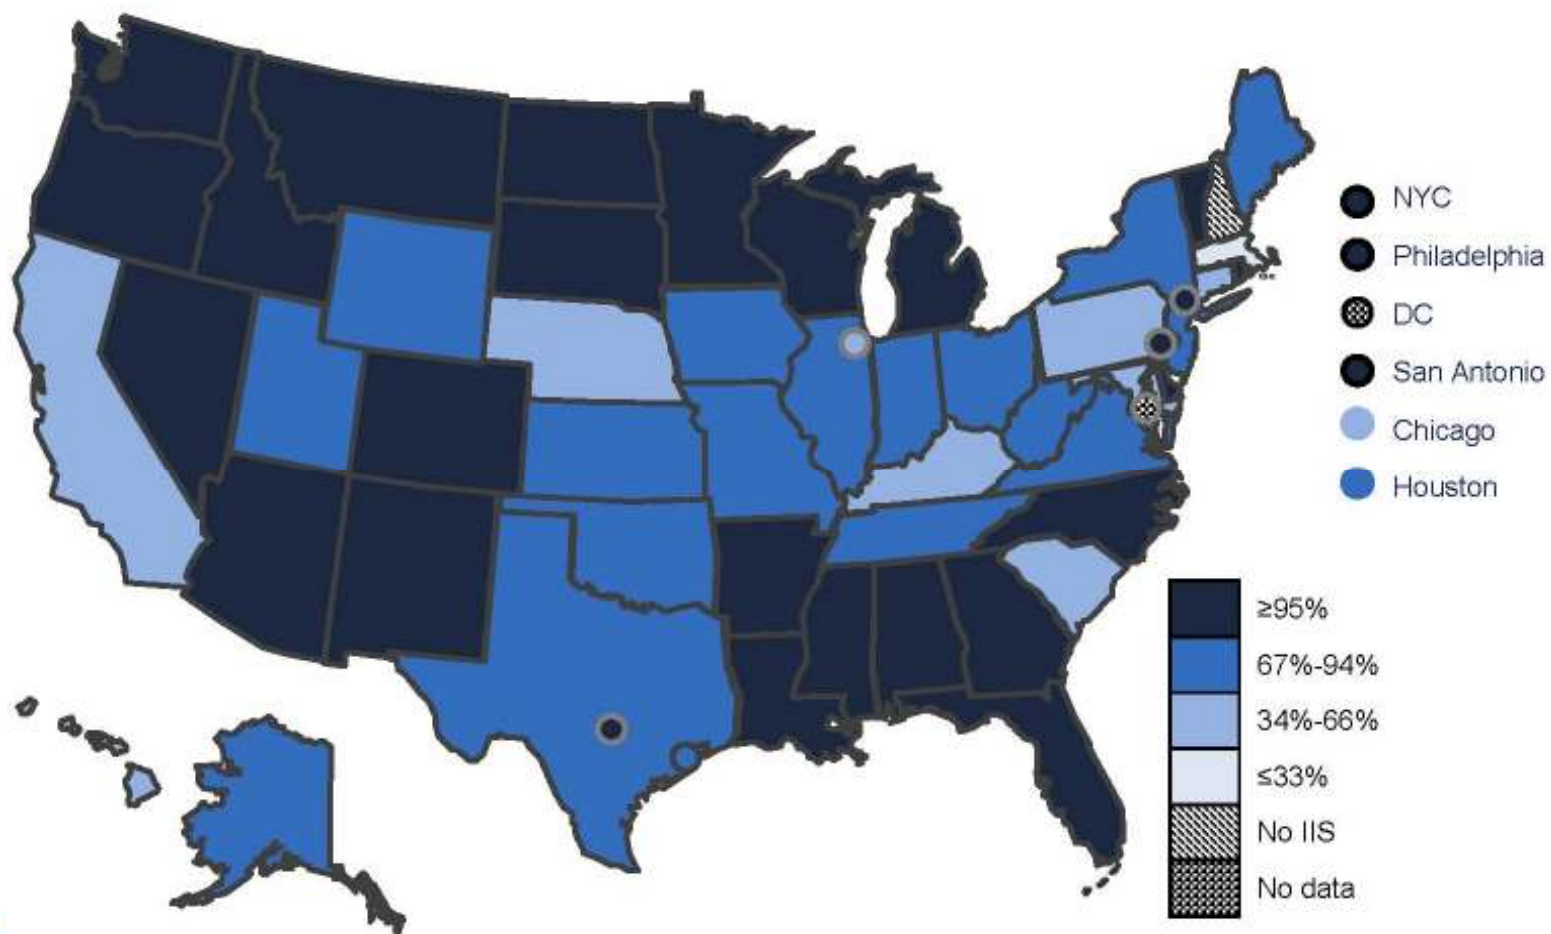 NYC
Philadelphia
DC
San Antonio
Chicago
Houston
≥95%
67%-94%
34%-66%
≤33%
No IIS
No data